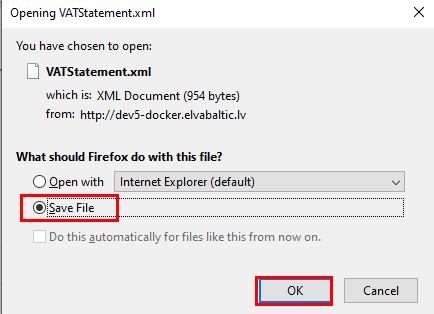 Opening VATStatement.xml
You have chosen to open:
VATStatement.xml
which is: XML Document (954 bytes)
from: http://dev5-docker.elvabaltic.lv
What should Firefox do with this file?
Open with Internet Explorer (default)
Save File
Do this automatically for files like this from now on.
OK Cancel